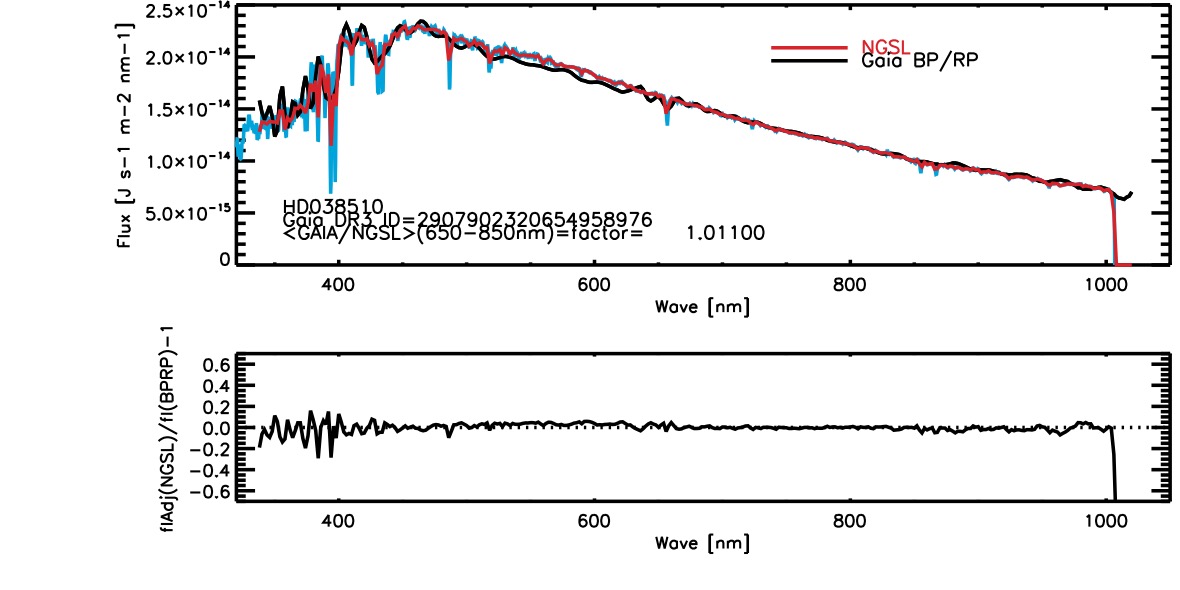 2.5×10−14
2.0×10−14
1.5×10−14
1.0×10−14
5.0×10−15
0
Flux [J s−1 m−2 nm−1]
NGSL
Gaia BP/RP
HD038510
Gaia DR3 ID=2907902320654958976
<GAIA/NGSL>(650−850nm)=factor= 1.01100
400 600 800 1000
Wave [nm]
0.6
0.4
0.2
0.0
−0.2
−0.4
−0.6
flAdj(NGSL)/fl(BPRP)−1
400 600 800 1000
Wave [nm]